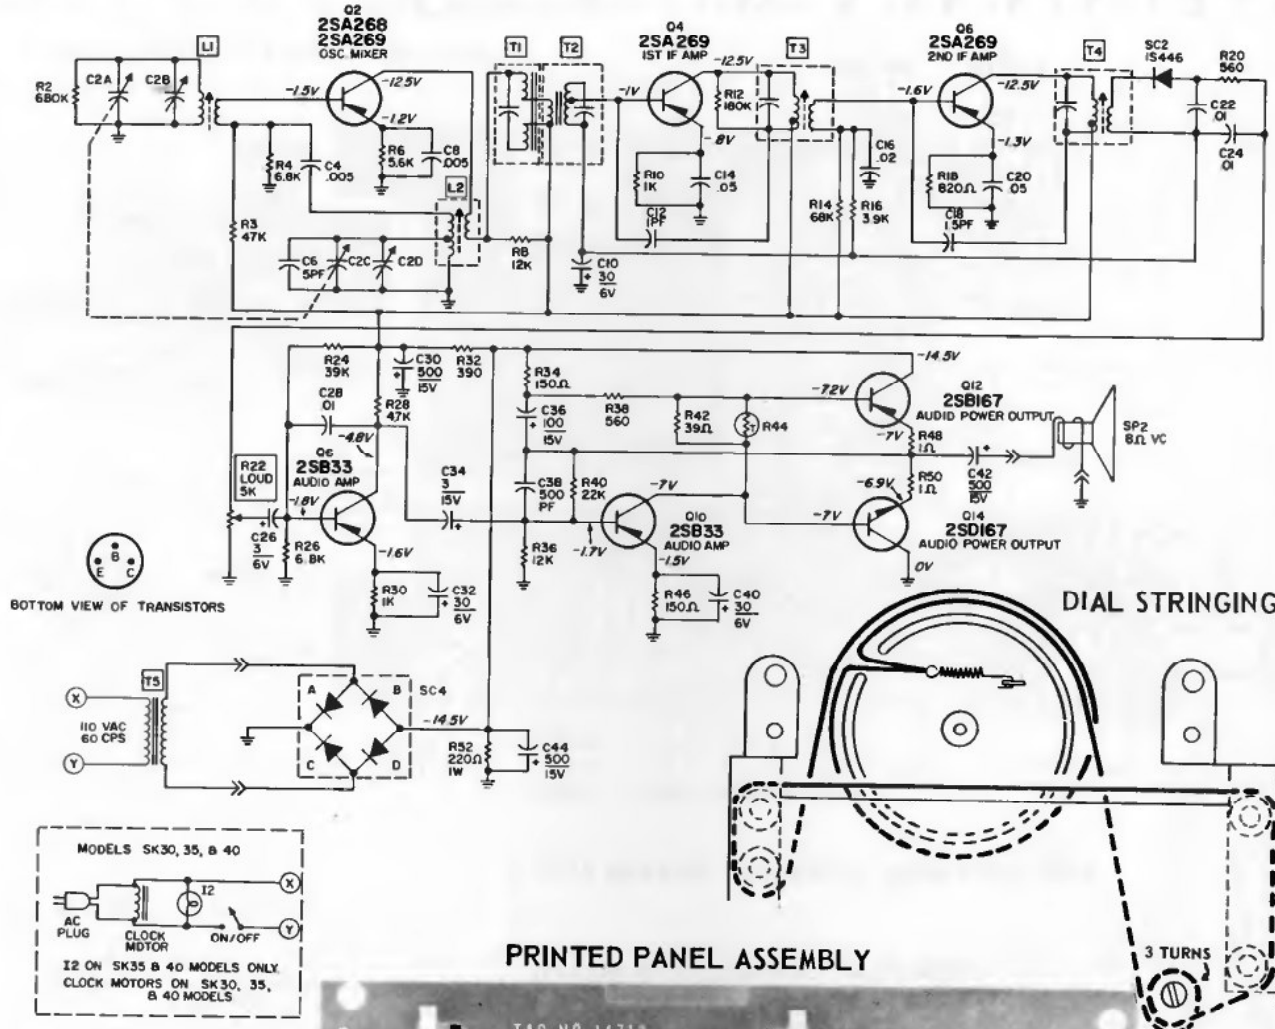 Q2
2SA268
2SA269
OSC. MIXER
L1
C2A
C2B
R2
680K
-1.5V
-12.5V
-1.2V
R4
6.8K
C4
.005
R6
5.6K
C8
.005
L2
R3
47K
C6
5PF
C2C
C2D
T1
T2
R8
12K
C10
30
6V
Q4
2SA269
1ST IF AMP
-1V
-12.5V
R12
180K
-.8V
R10
1K
C14
.05
C12
1PF
T3
C16
.02
R14
68K
R16
3.9K
Q6
2SA269
2ND IF AMP
-1.6V
-12.5V
-1.3V
R18
820Ω
C20
.05
C18
1.5PF
T4
SC2
IS446
R20
560
C22
.01
C24
.01
R24
39K
C30
500
15V
R32
390
C28
.01
R28
4.7K
-4.8V
Q6
2SB33
AUDIO AMP
R22
LOUD
5K
-1.8V
C26
3
6V
R26
6.8K
-1.6V
R30
1K
C32
30
6V
C34
3
15V
R34
150Ω
C36
100
15V
R38
560
C38
500
PF
R40
22K
R36
12K
-1.7V
-7V
Q10
2SB33
AUDIO AMP
-1.5V
R46
150Ω
C40
30
6V
R42
39Ω
T
R44
-7.2V
-14.5V
Q12
2SB167
AUDIO POWER OUTPUT
-7V
R48
1Ω
-6.9V
R50
1Ω
C42
500
15V
SP2
8Ω VC
-7V
Q14
2SD167
AUDIO POWER OUTPUT
0V
B
E
C
BOTTOM VIEW OF TRANSISTORS
DIAL STRINGING
T5
X
110 VAC
60 CPS
Y
A
B
C
D
SC4
-14.5V
R52
220Ω
1W
C44
500
15V
MODELS SK30, 35, & 40
X
I2
Y
AC
PLUG
CLOCK
MOTOR
ON/OFF
I2 ON SK35 & 40 MODELS ONLY
CLOCK MOTORS ON SK30, 35,
& 40 MODELS
3 TURNS
PRINTED PANEL ASSEMBLY